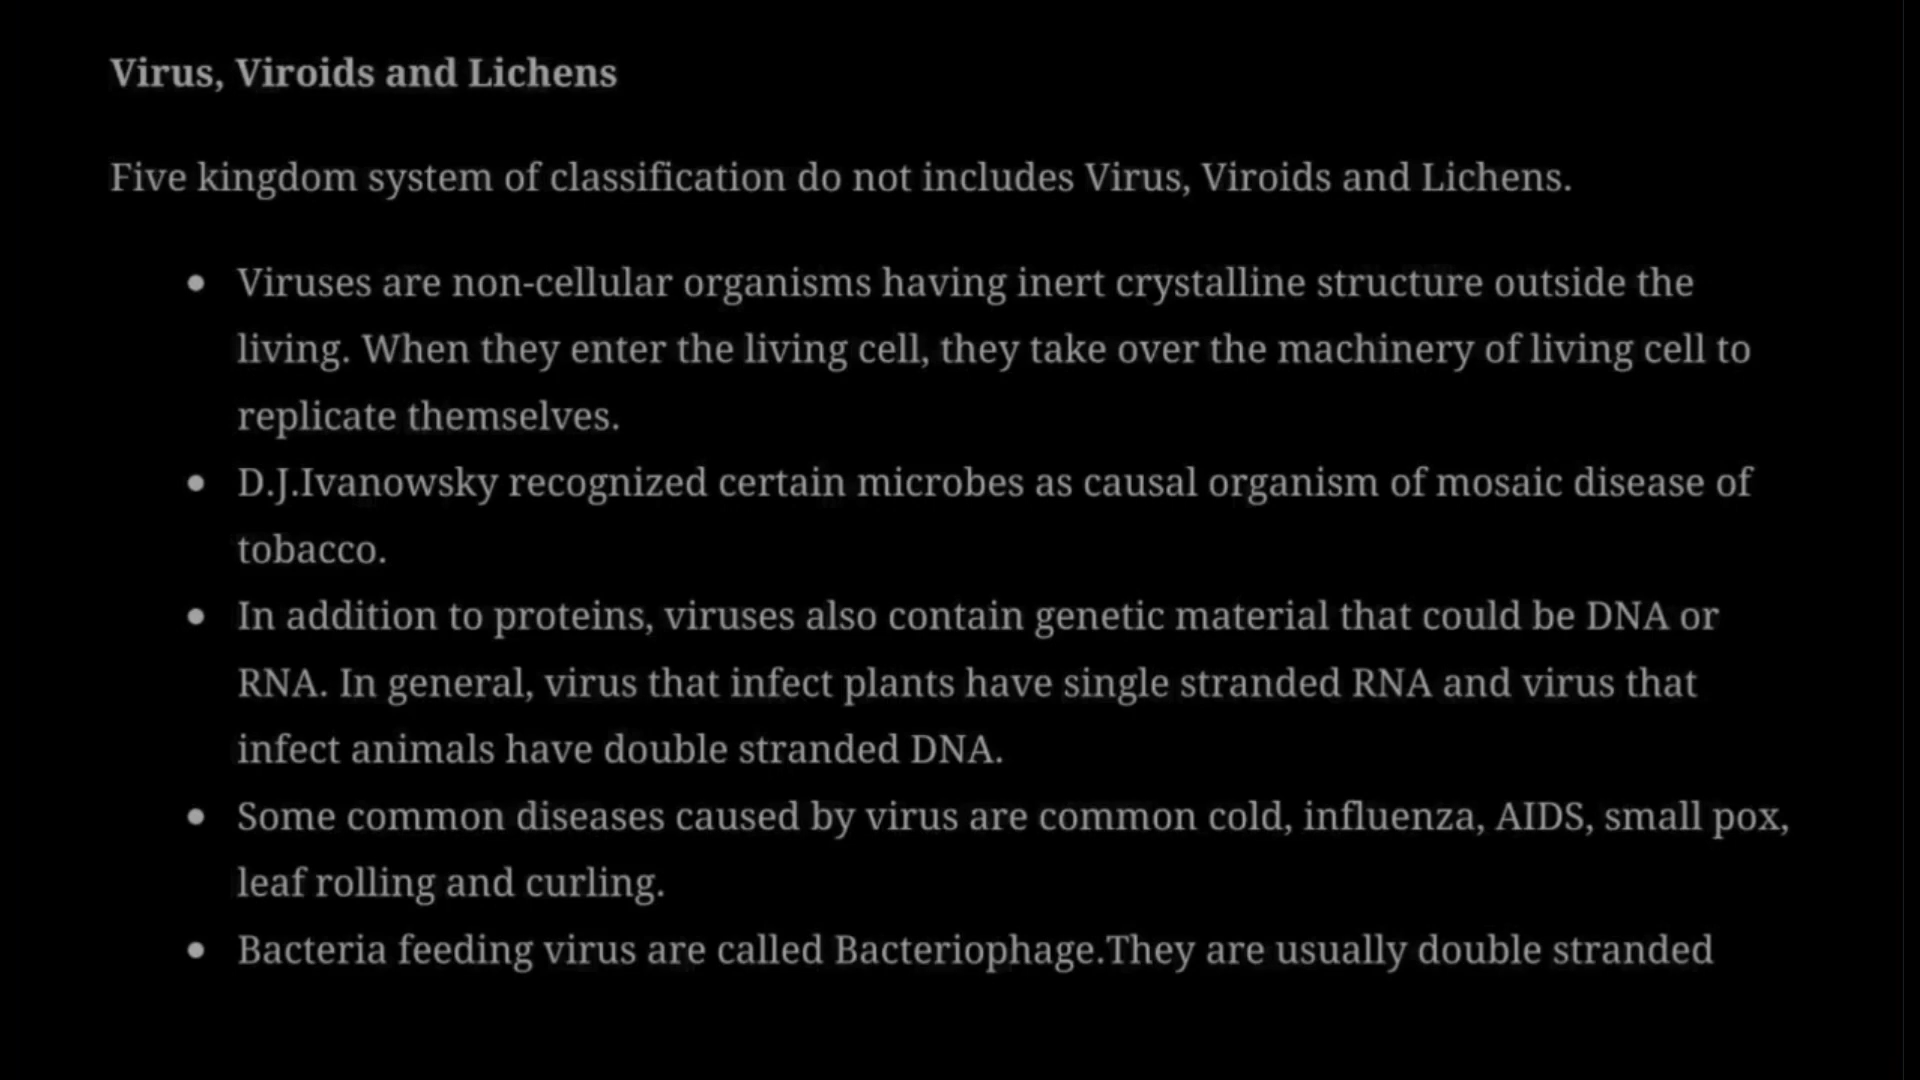 Virus, Viroids and Lichens
Five kingdom system of classification do not includes Virus, Viroids and Lichens.
● Viruses are non-cellular organisms having inert crystalline structure outside the
living. When they enter the living cell, they take over the machinery of living cell to
replicate themselves.
● D.J.Ivanowsky recognized certain microbes as causal organism of mosaic disease of
tobacco.
● In addition to proteins, viruses also contain genetic material that could be DNA or
RNA. In general, virus that infect plants have single stranded RNA and virus that
infect animals have double stranded DNA.
● Some common diseases caused by virus are common cold, influenza, AIDS, small pox,
leaf rolling and curling.
● Bacteria feeding virus are called Bacteriophage.They are usually double stranded